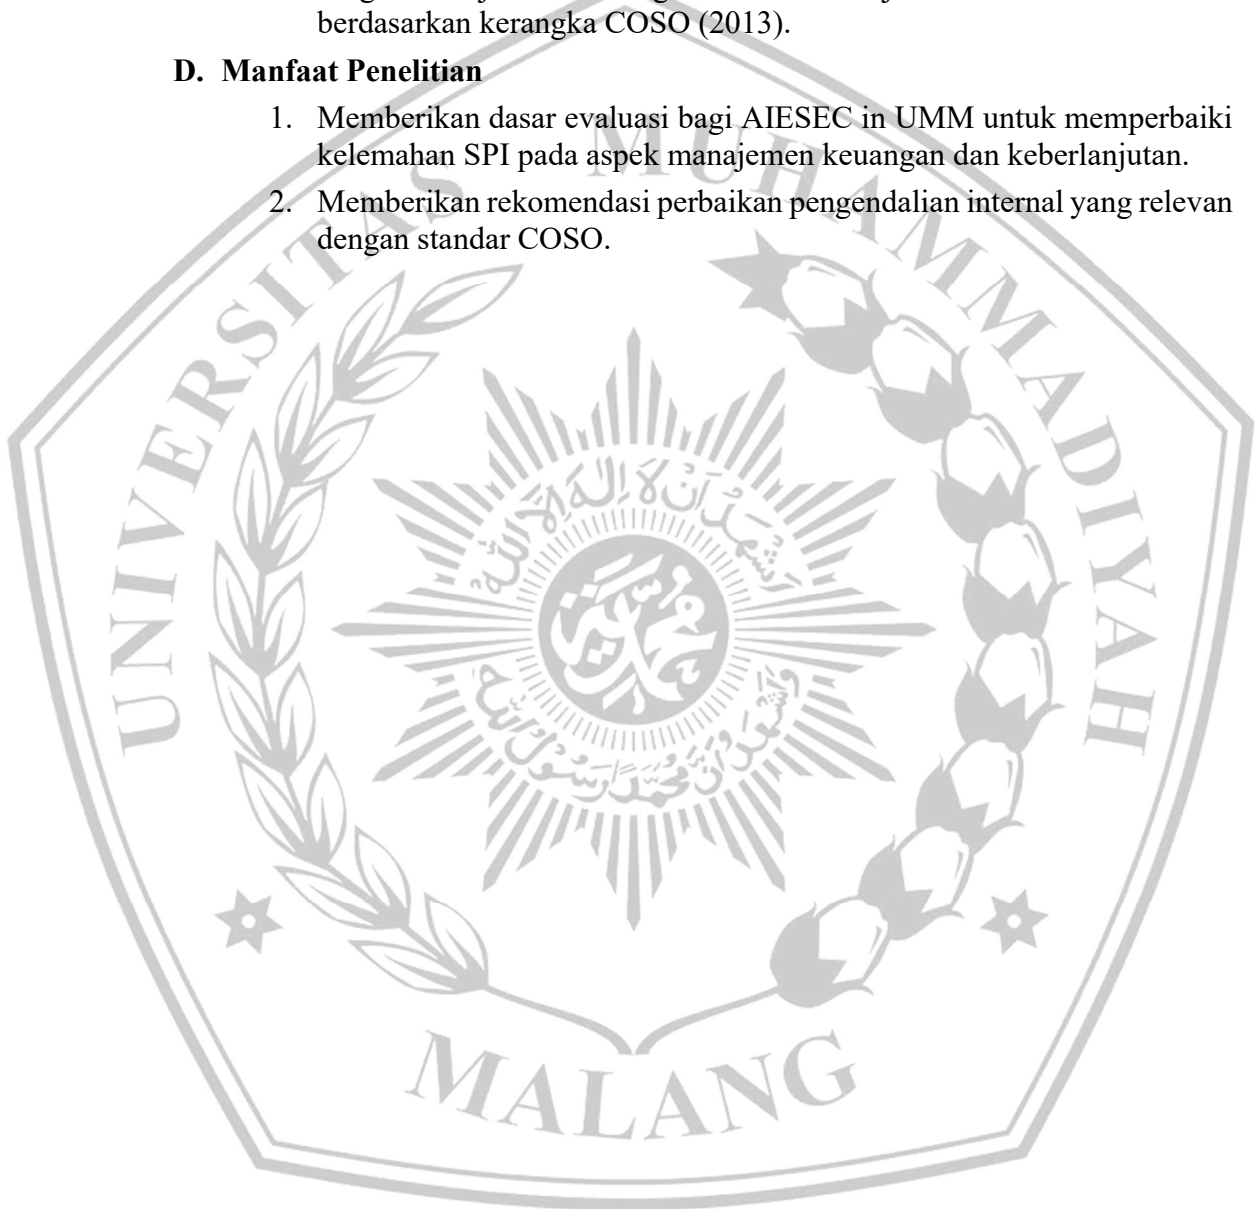 berdasarkan kerangka COSO (2013).
D. Manfaat Penelitian
1. Memberikan dasar evaluasi bagi AIESEC in UMM untuk memperbaiki
kelemahan SPI pada aspek manajemen keuangan dan keberlanjutan.
2. Memberikan rekomendasi perbaikan pengendalian internal yang relevan
dengan standar COSO.
UNIVERSITAS MUHAMMADIYAH
MALANG